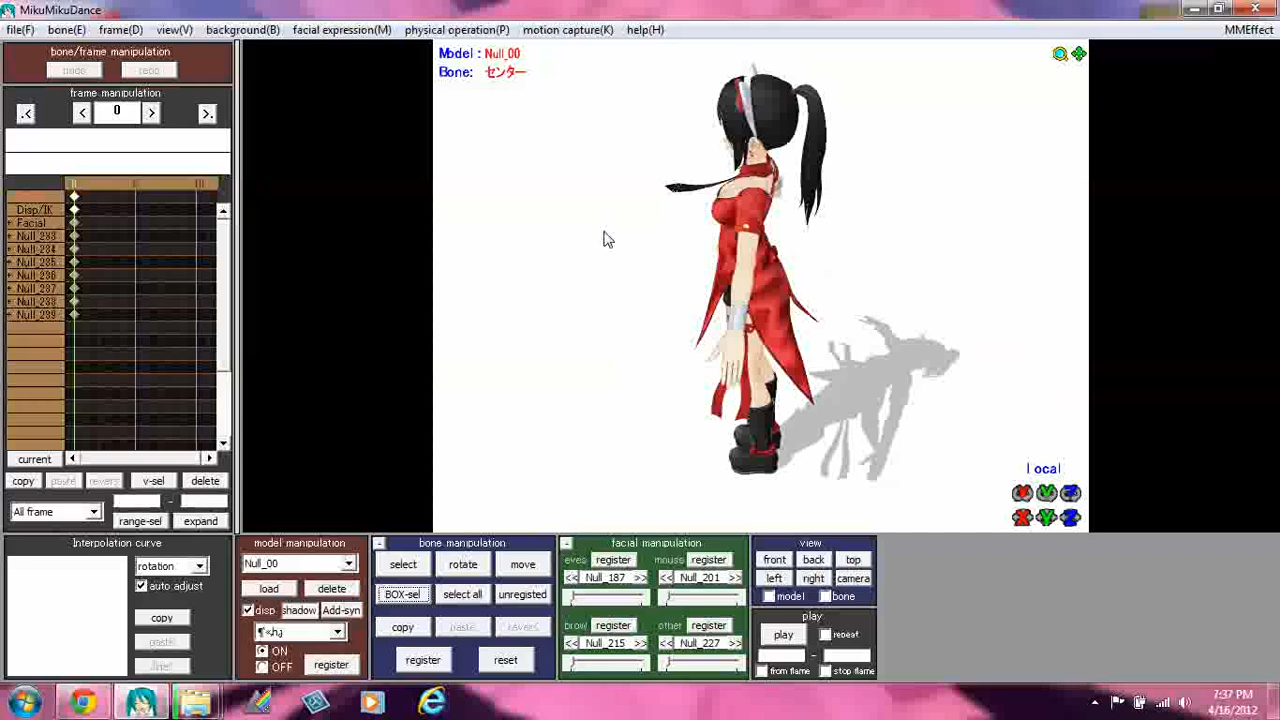 MikuMikuDance
file(F) bone(E) frame(D) view(V) background(B) facial expression(M) physical operation(P) motion capture(K) help(H) MMEffect
bone/frame manipulation
undo redo
frame manipulation
.< < 0 > >.
Model : Null_00
Bone: センター
Disp/IK
Facial
Null_233
Null_234
Null_235
Null_236
Null_237
Null_238
Null_239
current
copy paste revers v-sel delete
All frame -
range-sel expand
local
X Y Z
X Y Z
Interpolation curve
rotation
auto adjust
copy
paste
model manipulation
Null_00
load delete
disp shadow Add-syn
ON
OFF
register
- bone manipulation
select rotate move
BOX-sel select all unregisted
copy paste revers
register reset
- facial manipulation
eyes register mouse register
<< Null_187 >> << Null_201 >>
brow register other register
<< Null_215 >> << Null_227 >>
view
front back top
left right camera
model bone
play
play repeat
-
from flame stop flame
7:37 PM
4/16/2012